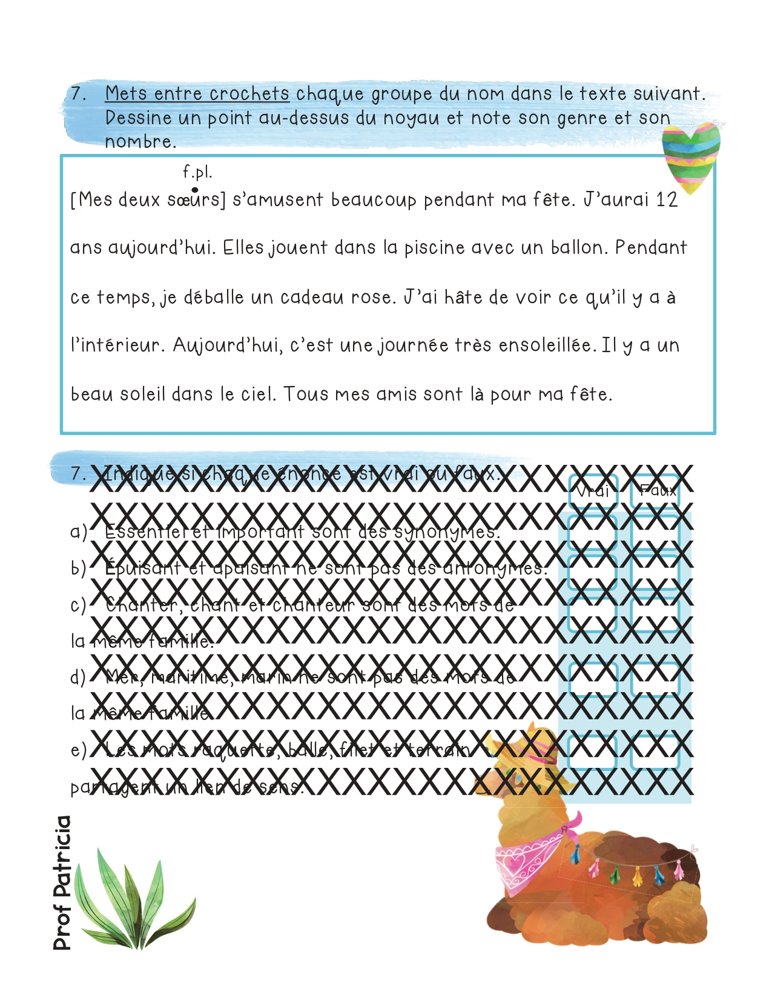 7. Mets entre crochets chaque groupe du nom dans le texte suivant.
Dessine un point au-dessus du noyau et note son genre et son
nombre.
f.pl.
[Mes deux sœurs] s’amusent beaucoup pendant ma fête. J’aurai 12
ans aujourd’hui. Elles jouent dans la piscine avec un ballon. Pendant
ce temps, je déballe un cadeau rose. J’ai hâte de voir ce qu’il y a à
l’intérieur. Aujourd’hui, c’est une journée très ensoleillée. Il y a un
beau soleil dans le ciel. Tous mes amis sont là pour ma fête.
7. Indique si chaque énoncé est vrai ou faux.
Vrai Faux
a) Essentiel et important sont des synonymes.
b) Épuisant et apaisant ne sont pas des antonymes.
c) Chanter, chant et chanteur sont des mots de
la même famille.
d) Mer, maritime, marin ne sont pas des mots de
la même famille.
e) Les mots raquette, balle, filet et terrain
partagent un lien de sens.
Prof Patricia